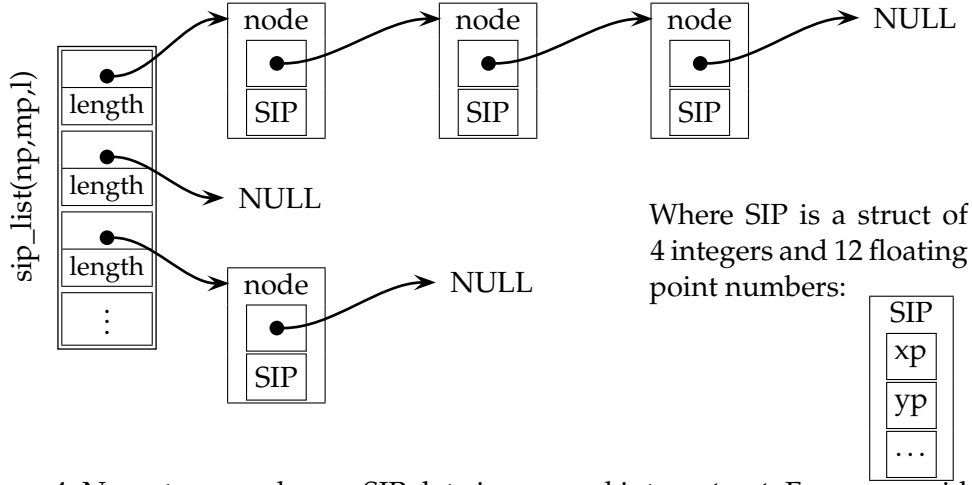 sip_list(np,mp,l)
length
length
length
⋮
node
SIP
node
SIP
node
SIP
NULL
NULL
node
SIP
NULL
Where SIP is a struct of
4 integers and 12 floating
point numbers:
SIP
xp
yp
...